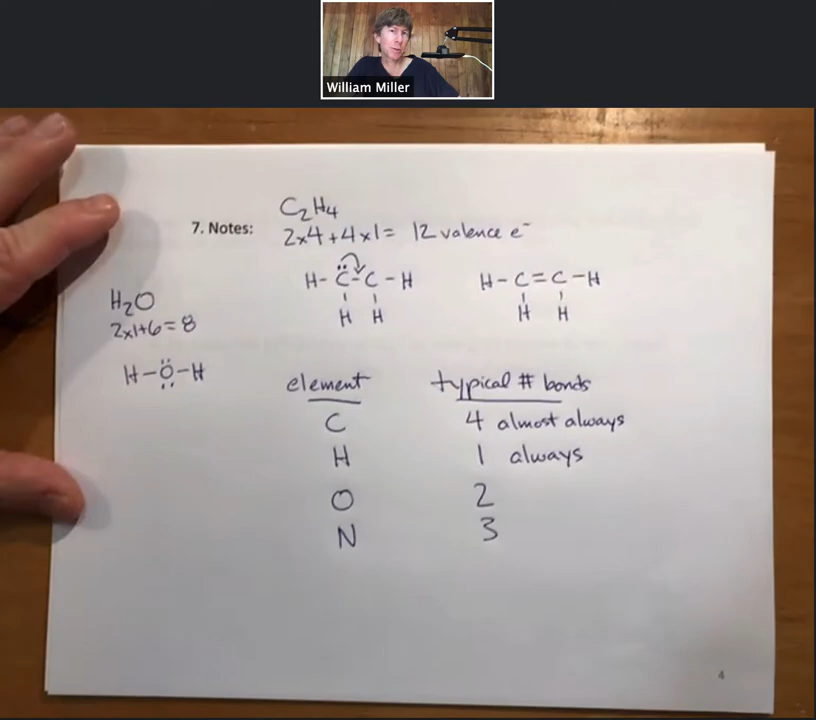 William Miller
C₂H₄
7. Notes: 2x4+4x1= 12 valence e⁻
H-C̈-C-H H-C=C-H
H H H H
H₂O
2x1+6=8
H-Ö-H
element typical # bonds
C 4 almost always
H 1 always
O 2
N 3
4